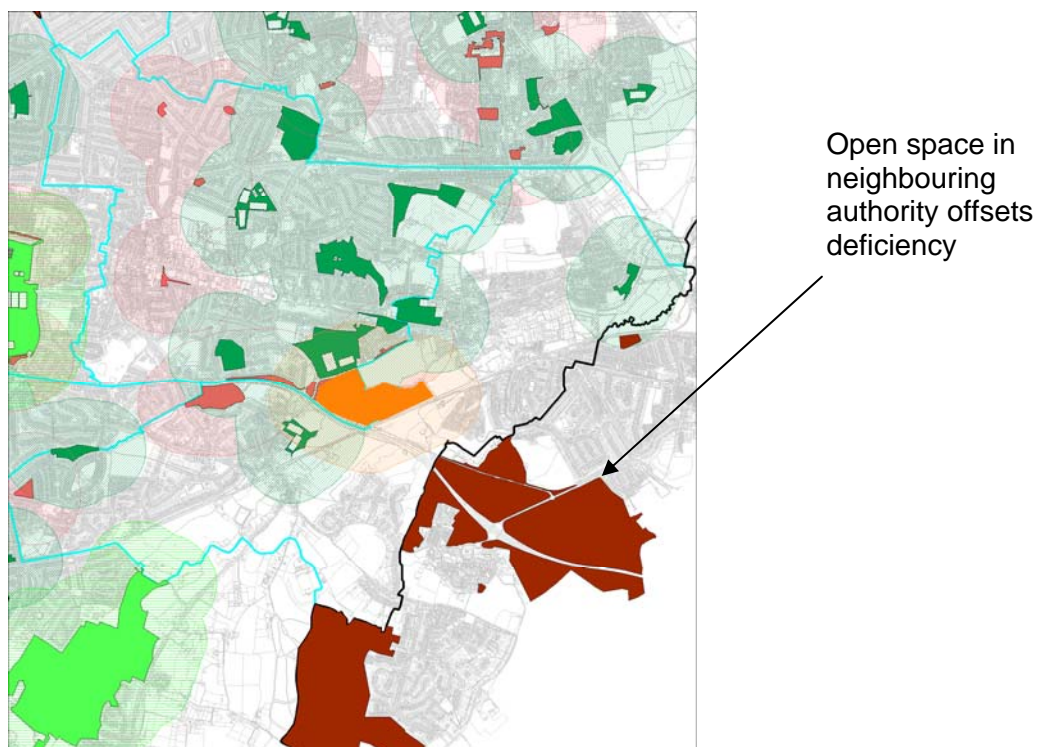 Open space in
neighbouring
authority offsets
deficiency